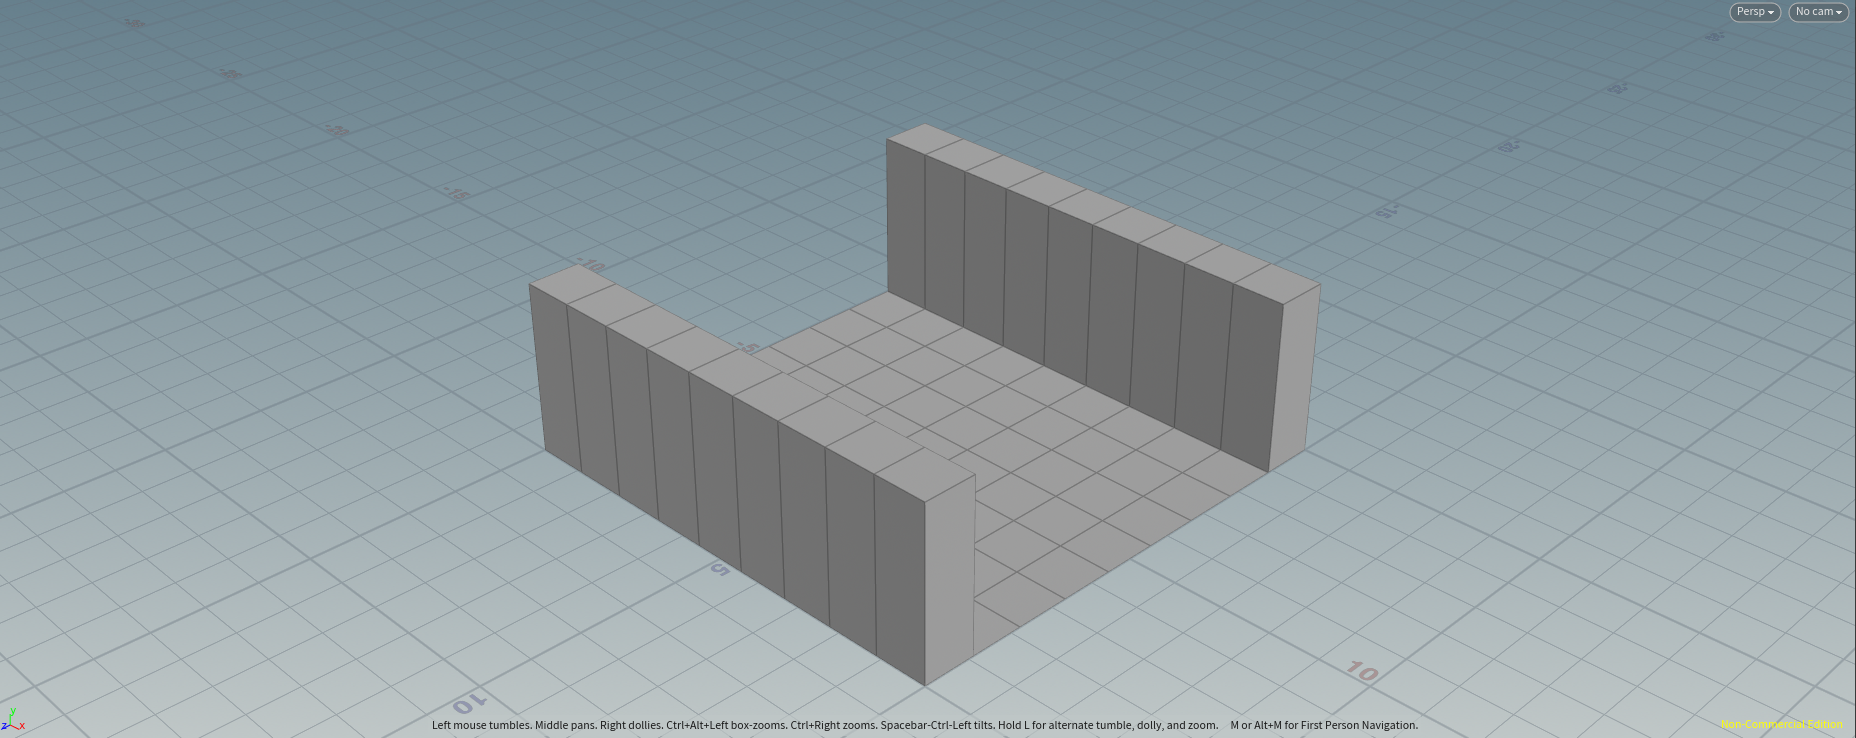 Persp
No cam
-10
-15
-5
15
5
10
10
y
z x
Left mouse tumbles. Middle pans. Right dollies. Ctrl+Alt+Left box-zooms. Ctrl+Right zooms. Spacebar-Ctrl-Left tilts. Hold L for alternate tumble, dolly, and zoom. M or Alt+M for First Person Navigation.
Non-Commercial Edition